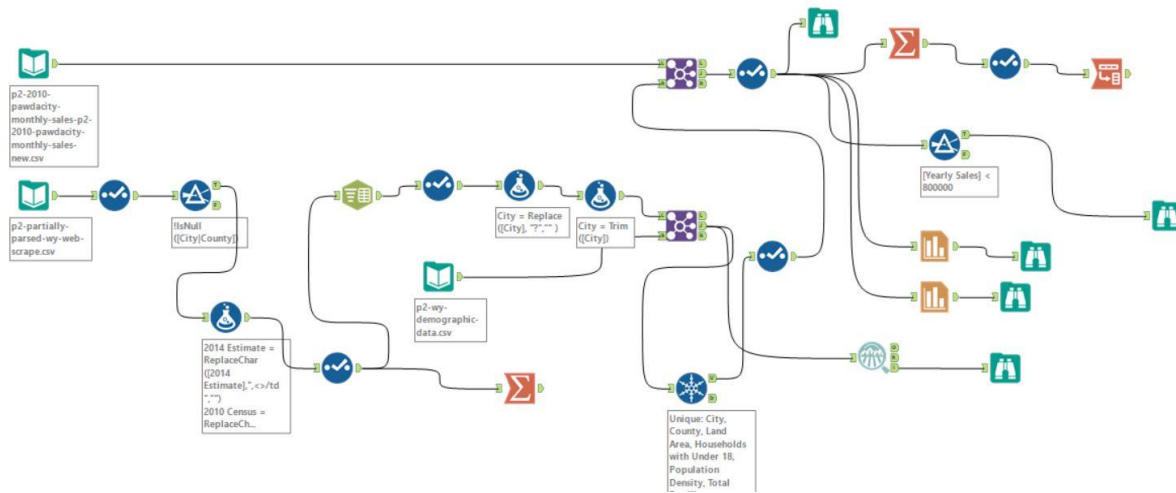 p2-2010-
pawdacity-
monthly-sales-p2-
2010-pawdacity-
monthly-sales-
new.csv
p2-partially-
parsed-wy-web-
scrape.csv
!IsNull
([City|County])
2014 Estimate =
ReplaceChar
([2014
Estimate],",<>/td
","")
2010 Census =
ReplaceCh...
City = Replace
([City], "?","" )
City = Trim
([City])
p2-wy-
demographic-
data.csv
[Yearly Sales] <
800000
Unique: City,
County, Land
Area, Households
with Under 18,
Population
Density, Total